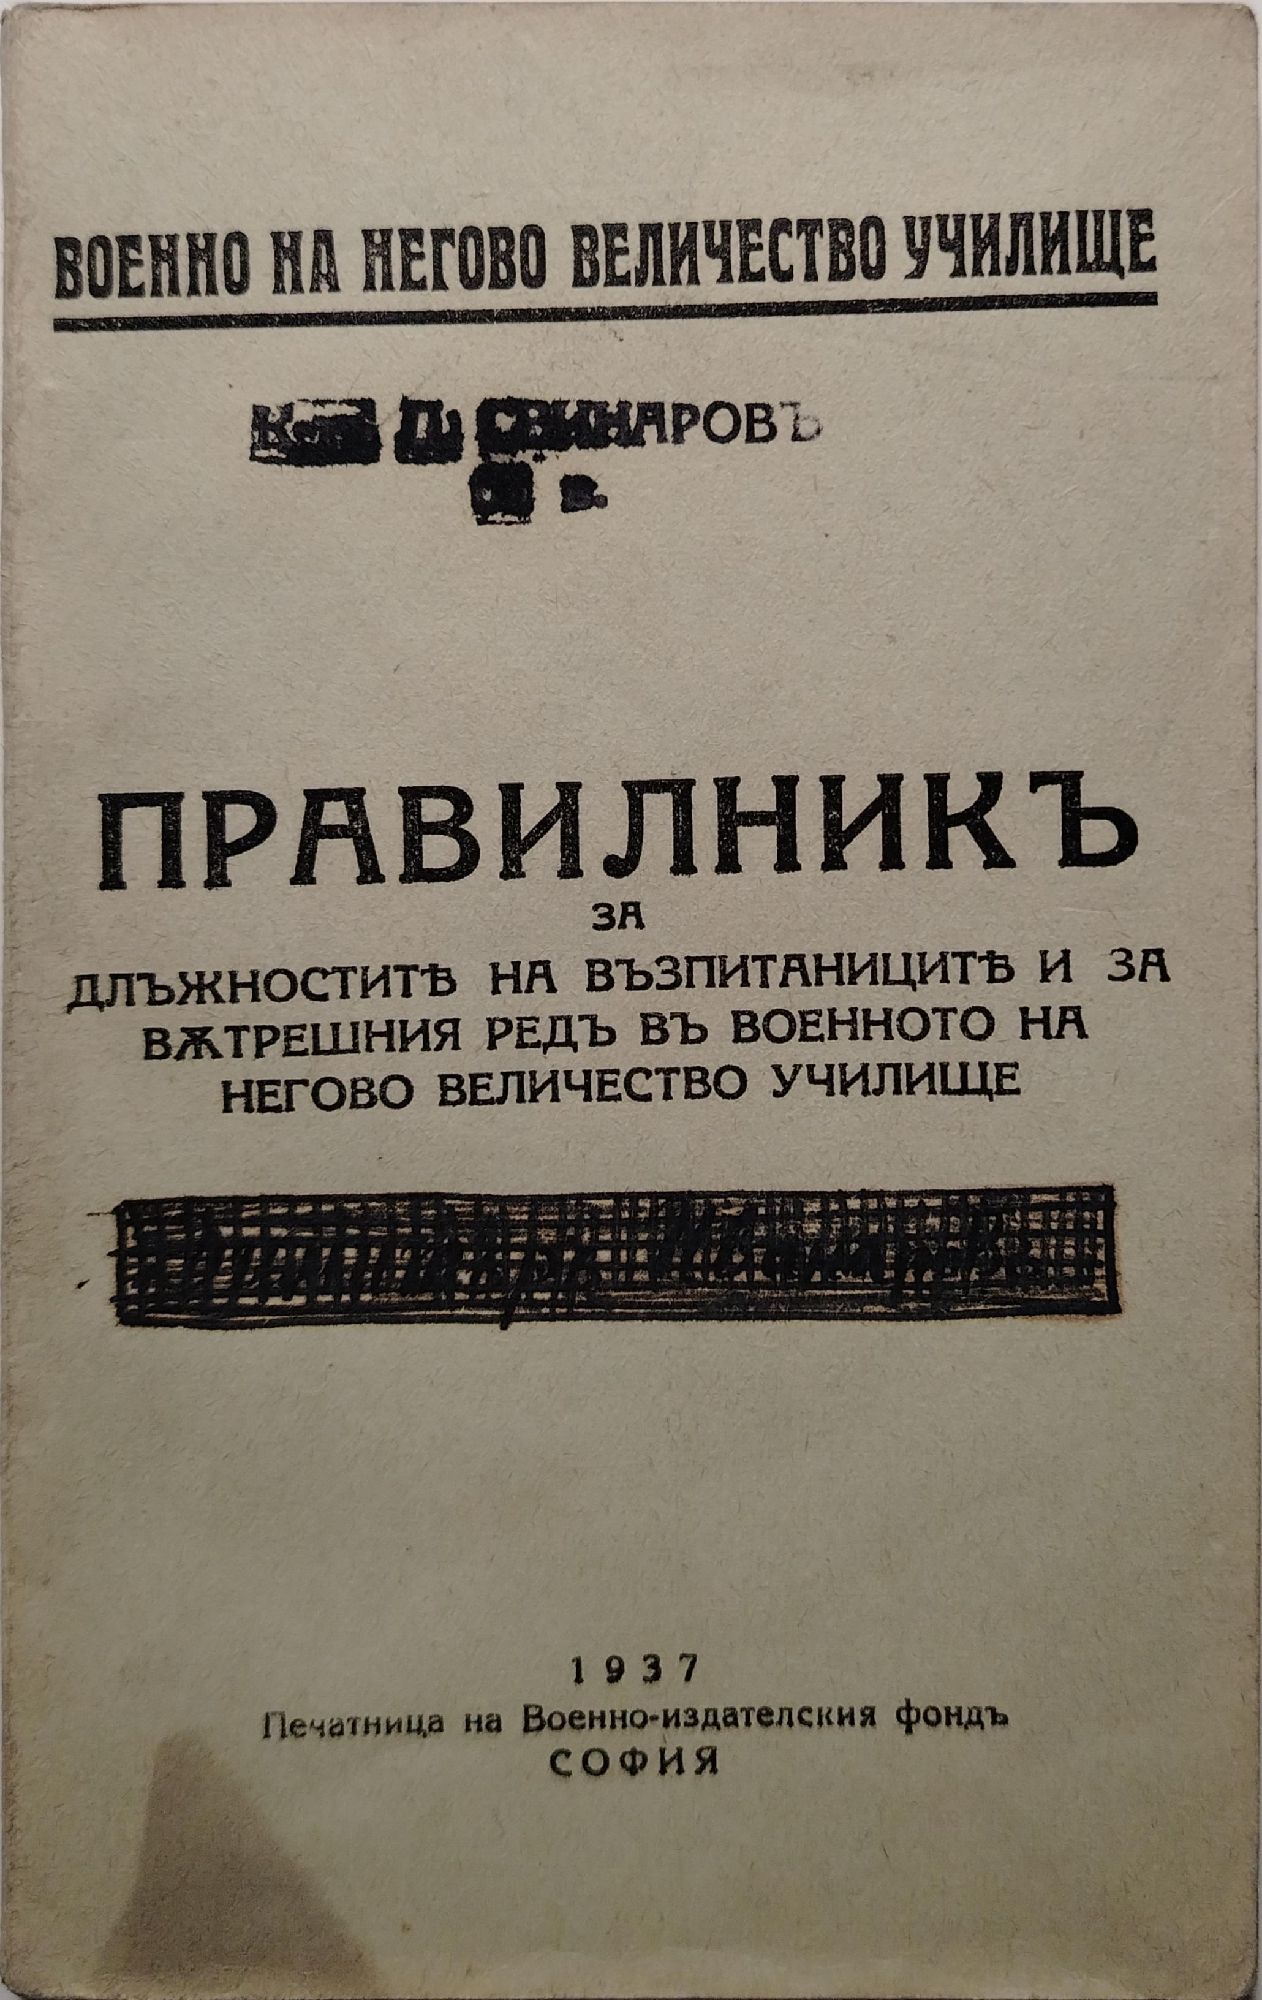 ВОЕННО НА НЕГОВО ВЕЛИЧЕСТВО УЧИЛИЩЕ
П. СВИНАРОВЪ
в.
ПРАВИЛНИКЪ
ЗА
ДЛЪЖНОСТИТѢ НА ВЪЗПИТАНИЦИТѢ И ЗА
ВѪТРЕШНИЯ РЕДЪ ВЪ ВОЕННОТО НА
НЕГОВО ВЕЛИЧЕСТВО УЧИЛИЩЕ
1937
Печатница на Военно-издателския фондъ
СОФИЯ